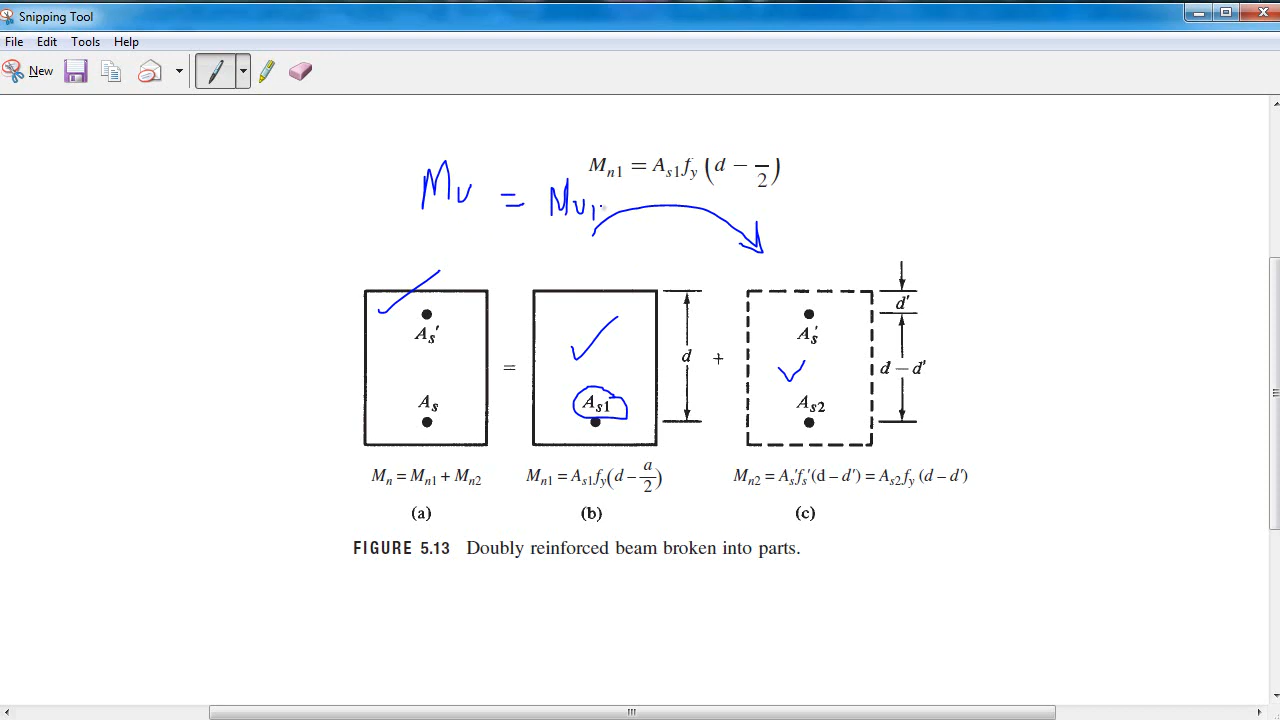 Snipping Tool
File Edit Tools Help
New
Mn1 = As1fy (d − /2)
Mu = Mu1
As' As = As1 d + As' As2 d' d − d'
Mn = Mn1 + Mn2
Mn1 = As1fy(d − a/2)
Mn2 = As'fs'(d − d') = As2fy (d − d')
(a) (b) (c)
FIGURE 5.13 Doubly reinforced beam broken into parts.